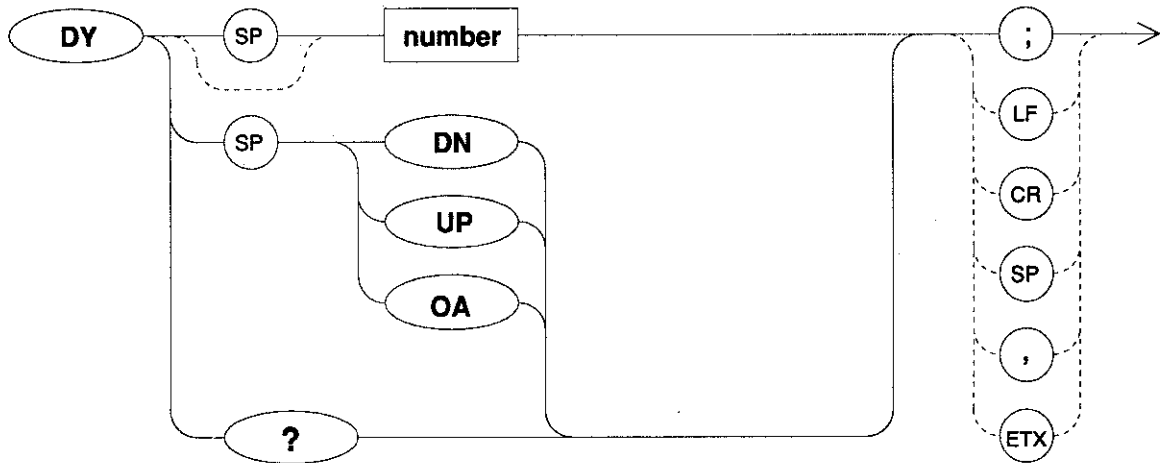 DY SP number ;
LF
SP DN
CR
UP
SP
OA
,
? ETX